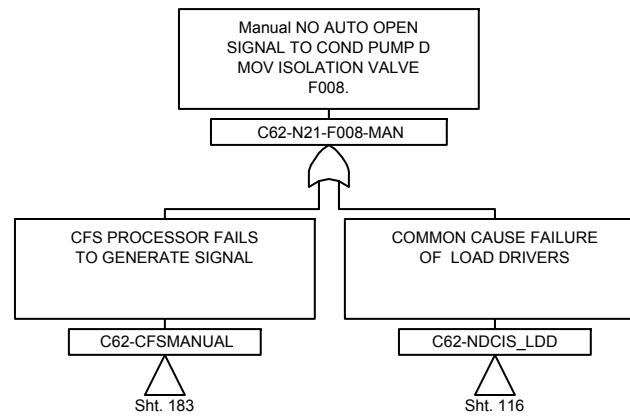 Manual NO AUTO OPEN
SIGNAL TO COND PUMP D
MOV ISOLATION VALVE
F008.
C62-N21-F008-MAN
CFS PROCESSOR FAILS
TO GENERATE SIGNAL
COMMON CAUSE FAILURE
OF LOAD DRIVERS
C62-CFSMANUAL
C62-NDCIS_LDD
Sht. 183
Sht. 116